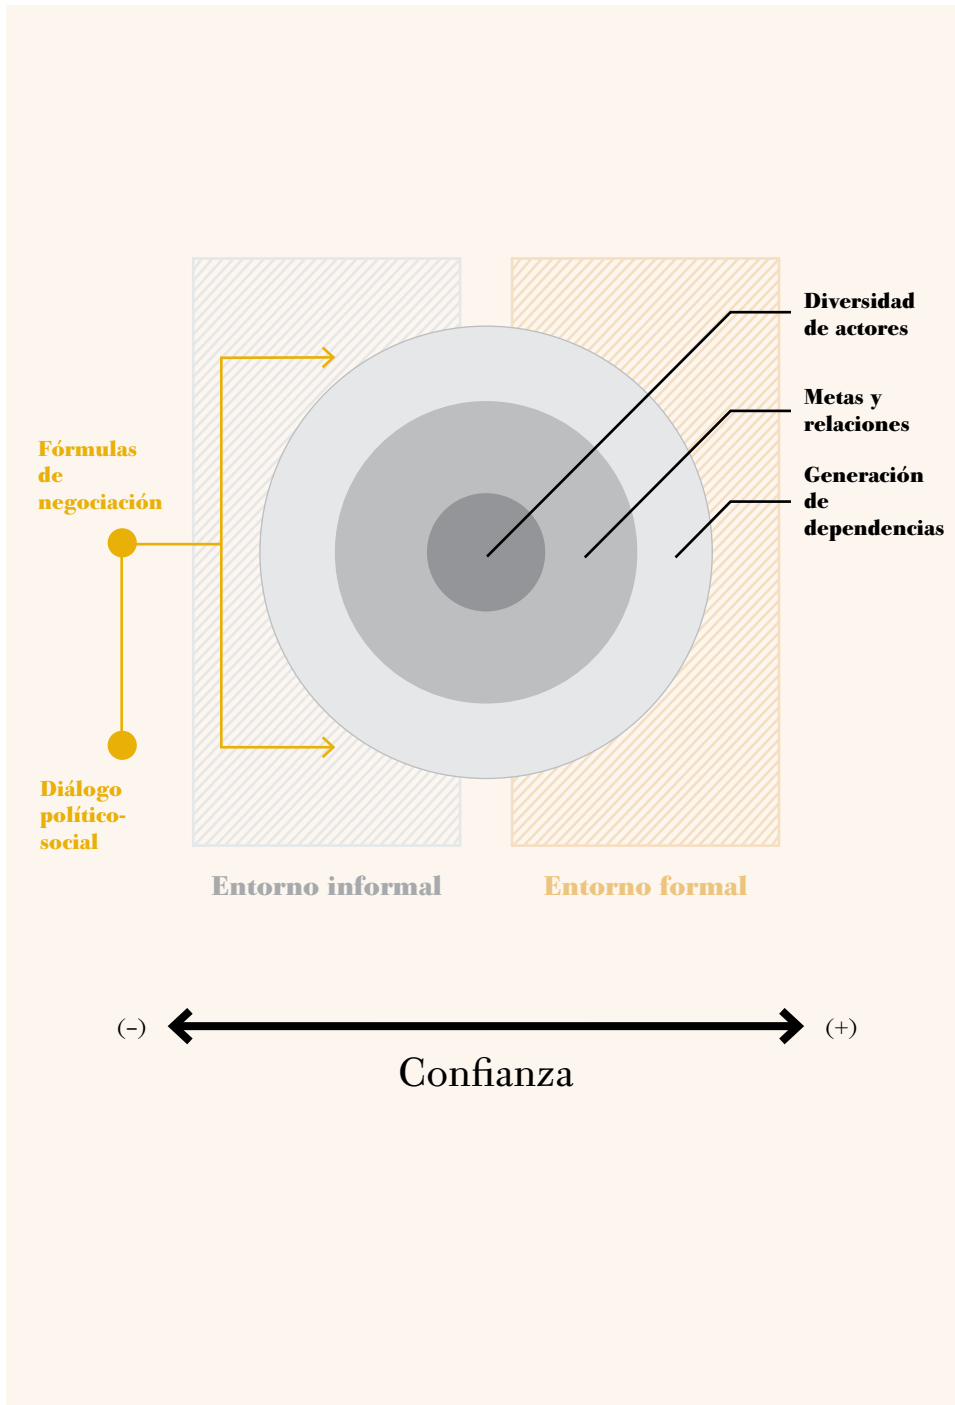 Diversidad
de actores
Metas y
relaciones
Generación
de
dependencias
Fórmulas
de
negociación
Diálogo
político-
social
Entorno informal
Entorno formal
(–)
(+)
Confianza